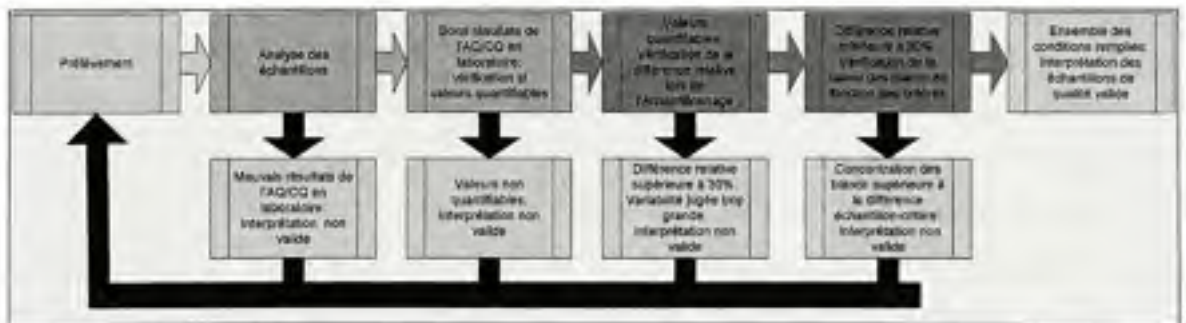 Prélèvement
Analyse des
échantillons
résultats de
l'AQ/CQ en
laboratoire:
vérification si
valeurs quantifiables
Valeurs
quantifiables
vérification de la
différence relative
lors de
l'échantillonnage
Différence relative
inférieure à 30%
Vérification de la
des blancs en
fonction des critères
Ensemble des
conditions remplies:
Interprétation des
échantillons de
qualité valide
Mauvais résultats de
l'AQ/CQ en
laboratoire:
Interprétation non
valide
Valeurs non
quantifiables:
Interprétation non
valide
Différence relative
supérieure à 30%.
Variabilité jugée trop
grande
Interprétation non
valide
Concentration des
blancs supérieure à
la différence
échantillon-critère:
Interprétation non
valide